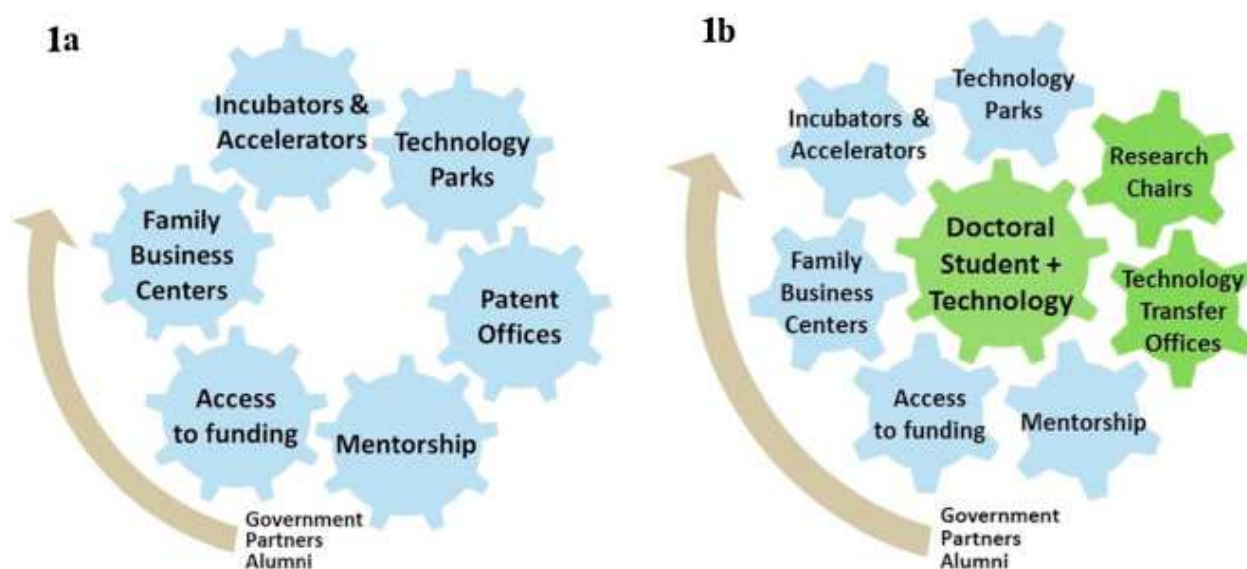 1a
Incubators &
Accelerators
Technology
Parks
Family
Business
Centers
Patent
Offices
Access
to funding
Mentorship
Government
Partners
Alumni
1b
Technology
Parks
Incubators &
Accelerators
Research
Chairs
Doctoral
Student +
Technology
Family
Business
Centers
Technology
Transfer
Offices
Access
to funding
Mentorship
Government
Partners
Alumni